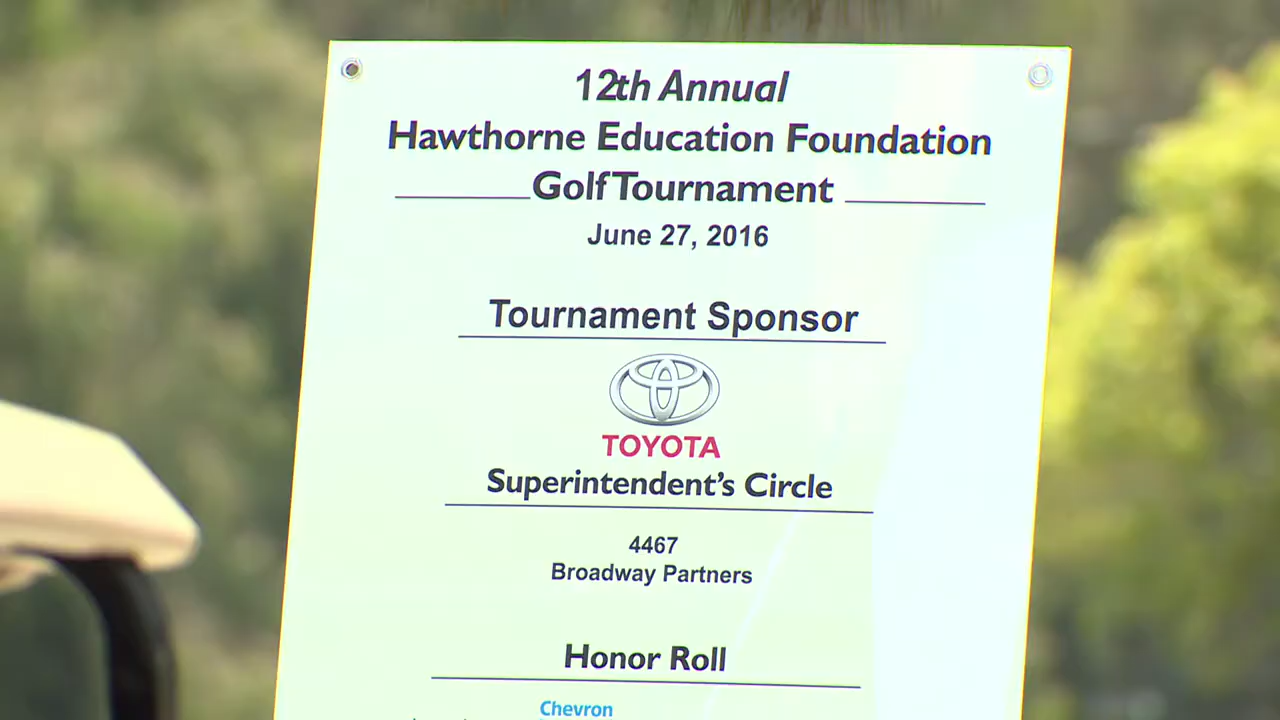 12th Annual
Hawthorne Education Foundation
Golf Tournament
June 27, 2016
Tournament Sponsor
TOYOTA
Superintendent's Circle
4467
Broadway Partners
Honor Roll
Chevron